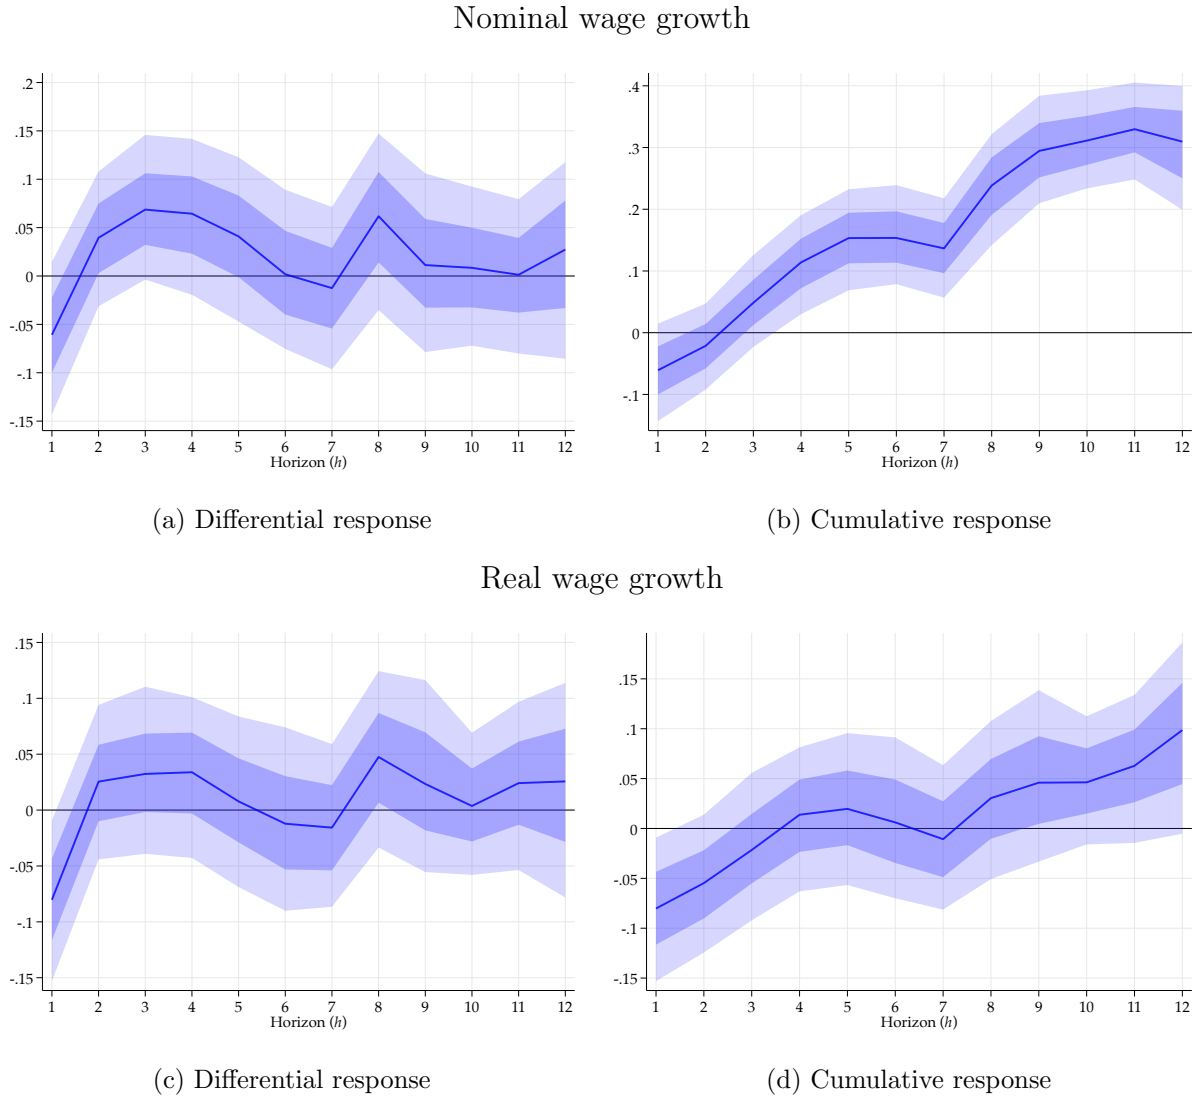 Nominal wage growth
.2
.15
.1
.05
0
-.05
-.1
-.15
1 2 3 4 5 6 7 8 9 10 11 12
Horizon (h)
(a) Differential response
.4
.3
.2
.1
0
-.1
1 2 3 4 5 6 7 8 9 10 11 12
Horizon (h)
(b) Cumulative response
Real wage growth
.15
.1
.05
0
-.05
-.1
-.15
1 2 3 4 5 6 7 8 9 10 11 12
Horizon (h)
(c) Differential response
.15
.1
.05
0
-.05
-.1
-.15
1 2 3 4 5 6 7 8 9 10 11 12
Horizon (h)
(d) Cumulative response